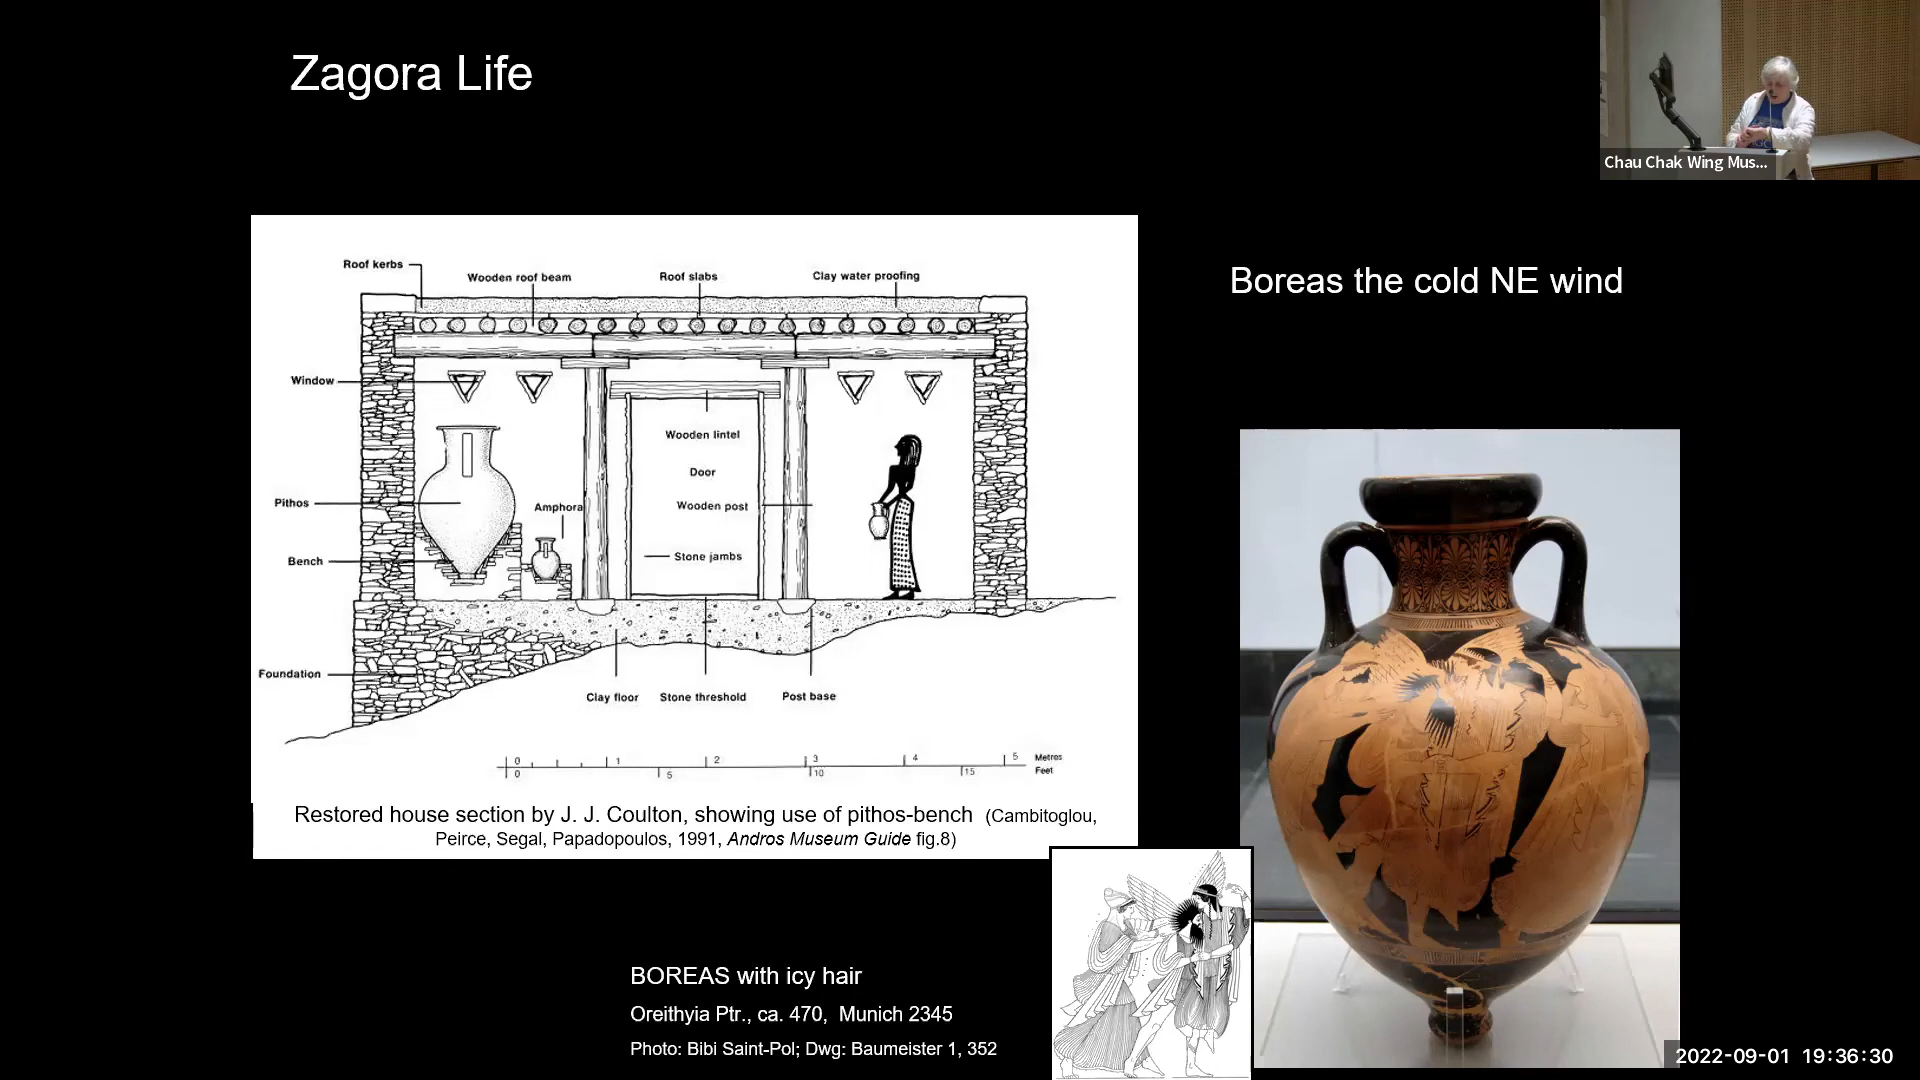 Zagora Life
Chau Chak Wing Mus...
Boreas the cold NE wind
Roof kerbs
Wooden roof beam
Roof slabs
Clay water proofing
Window
Wooden lintel
Door
Pithos
Amphora
Wooden post
Bench
Stone jambs
Foundation
Clay floor
Stone threshold
Post base
0 1 2 3 4 5 Metres
0 5 10 15 Feet
Restored house section by J. J. Coulton, showing use of pithos-bench (Cambitoglou,
Peirce, Segal, Papadopoulos, 1991, Andros Museum Guide fig.8)
BOREAS with icy hair
Oreithyia Ptr., ca. 470, Munich 2345
Photo: Bibi Saint-Pol; Dwg: Baumeister 1, 352
2022-09-01 19:36:30